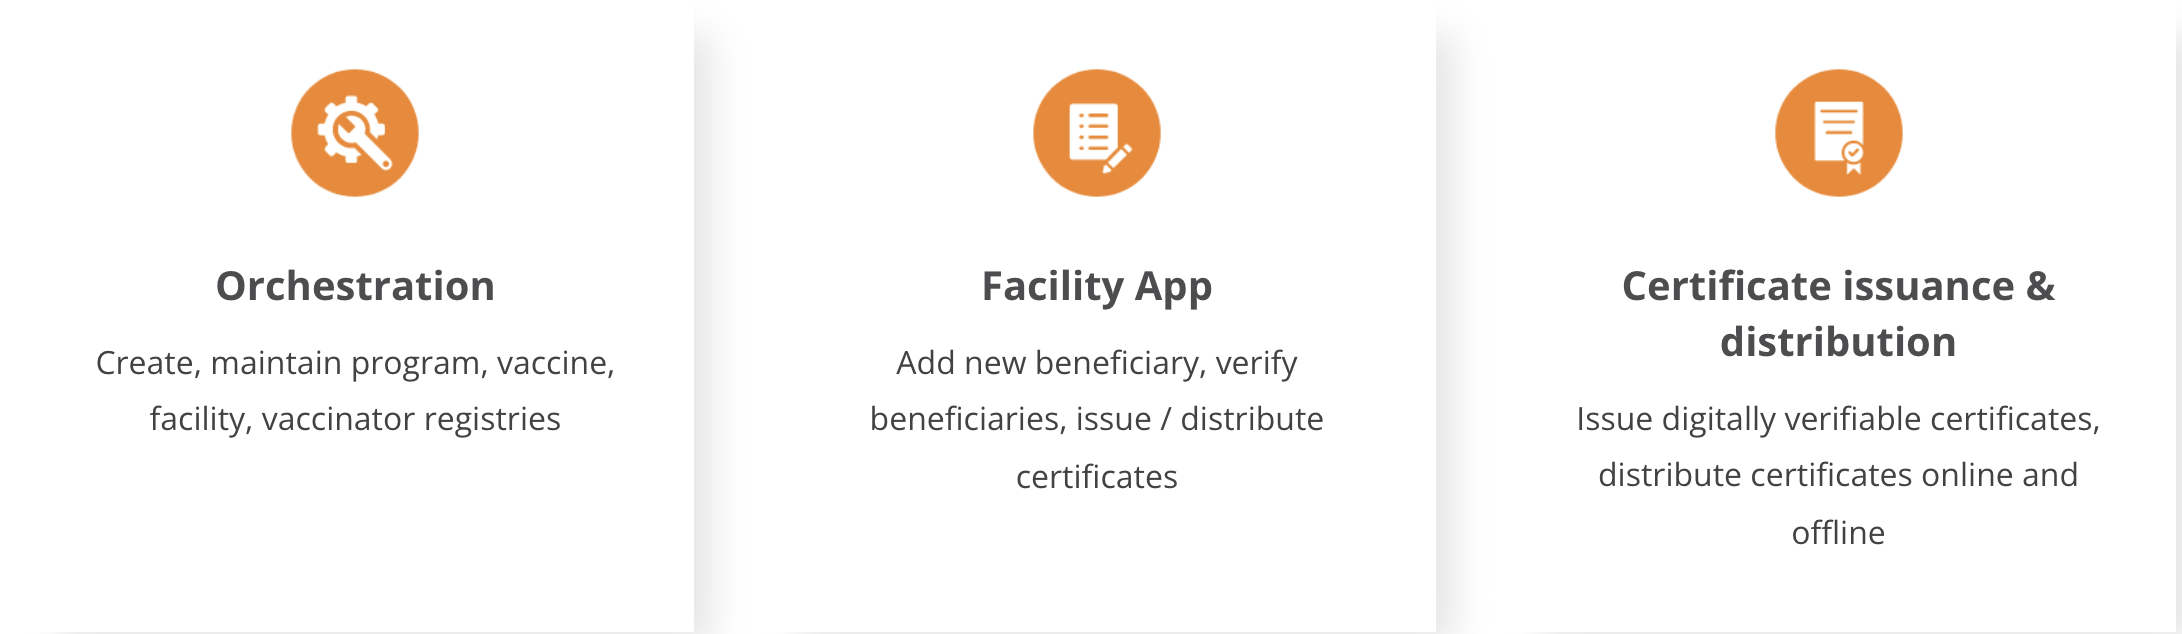 Orchestration
Create, maintain program, vaccine,
facility, vaccinator registries
Facility App
Add new beneficiary, verify
beneficiaries, issue / distribute
certificates
Certificate issuance &
distribution
Issue digitally verifiable certificates,
distribute certificates online and
offline